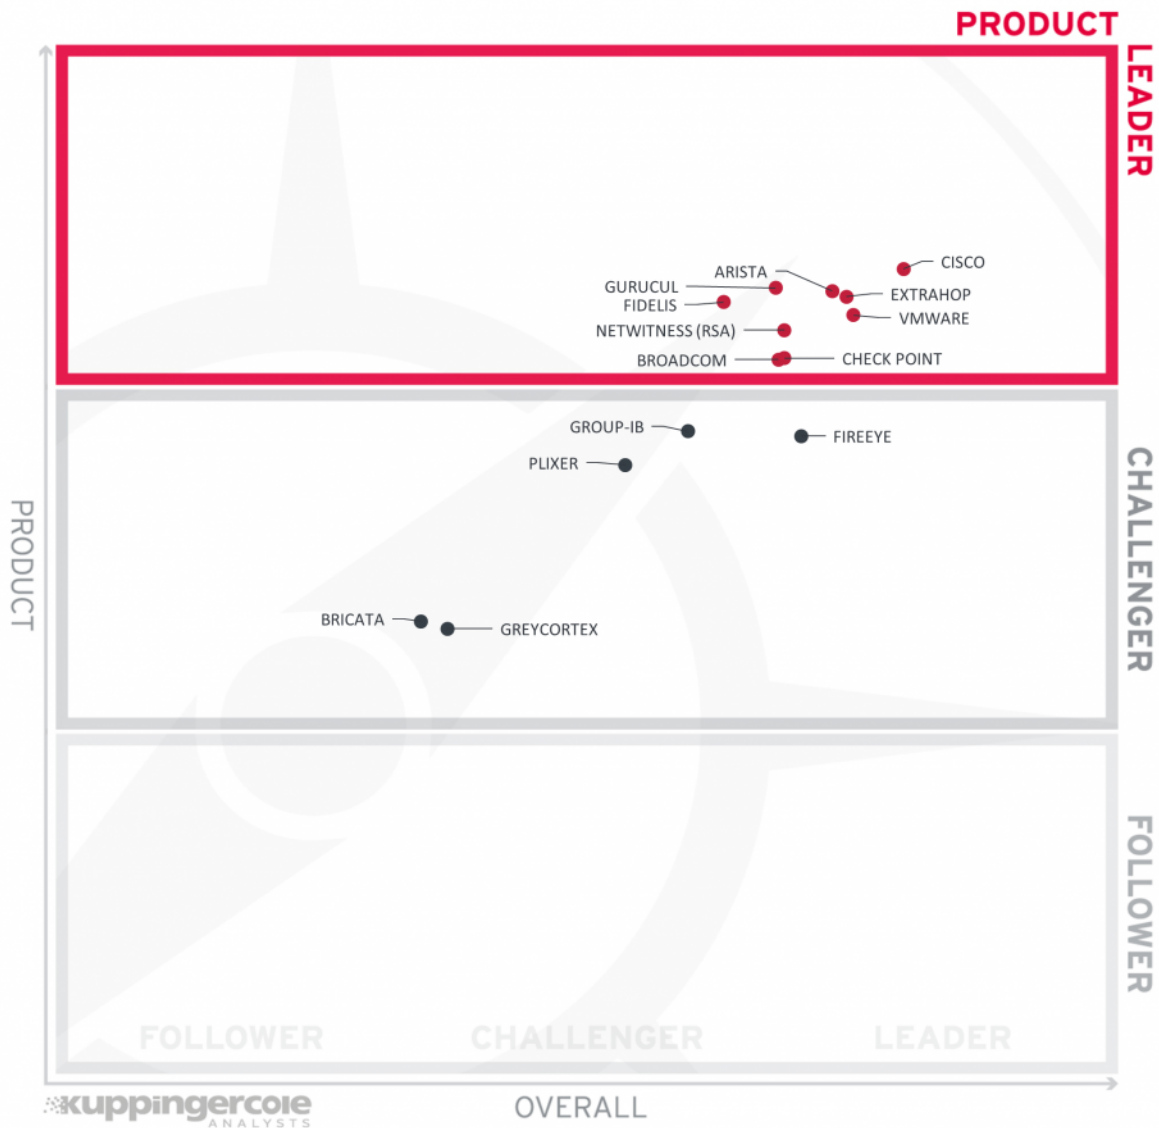 PRODUCT
LEADER
CISCO
ARISTA
GURUCUL
EXTRAHOP
FIDELIS
VMWARE
NETWITNESS (RSA)
BROADCOM
CHECK POINT
GROUP-IB
FIREEYE
PLIXER
CHALLENGER
PRODUCT
BRICATA
GREYCORTEX
FOLLOWER
FOLLOWER
CHALLENGER
LEADER
kuppingercole
ANALYSTS
OVERALL